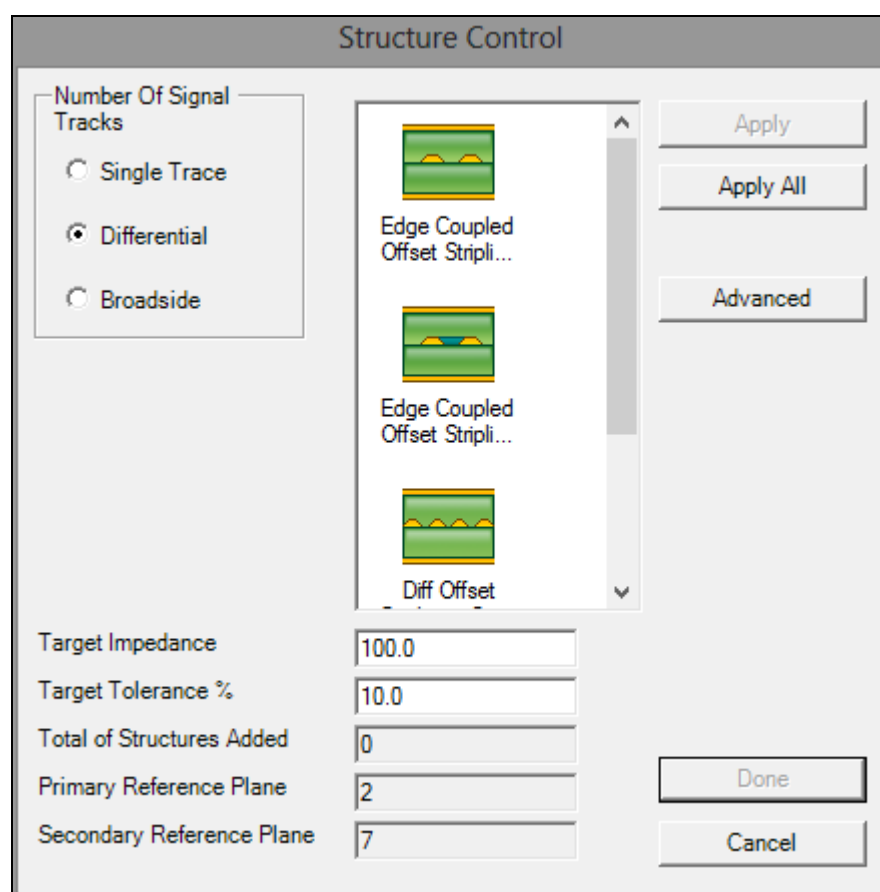 Structure Control
Number Of Signal
Tracks
Single Trace
Differential
Broadside
Edge Coupled
Offset Stripli...
Edge Coupled
Offset Stripli...
Diff Offset
Apply
Apply All
Advanced
Target Impedance
100.0
Target Tolerance %
10.0
Total of Structures Added
0
Primary Reference Plane
2
Secondary Reference Plane
7
Done
Cancel